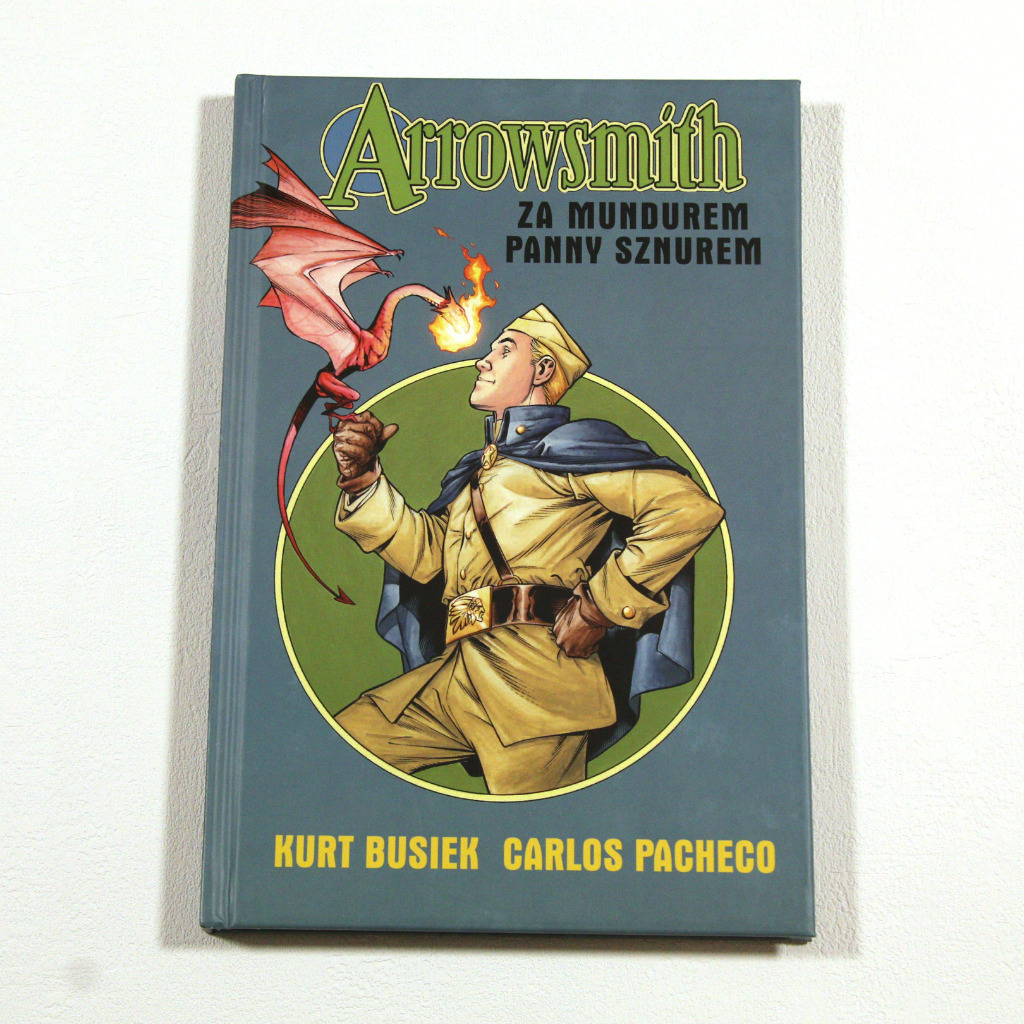 Arrowsmith
ZA MUNDUREM
PANNY SZNUREM
KURT BUSIEK CARLOS PACHECO